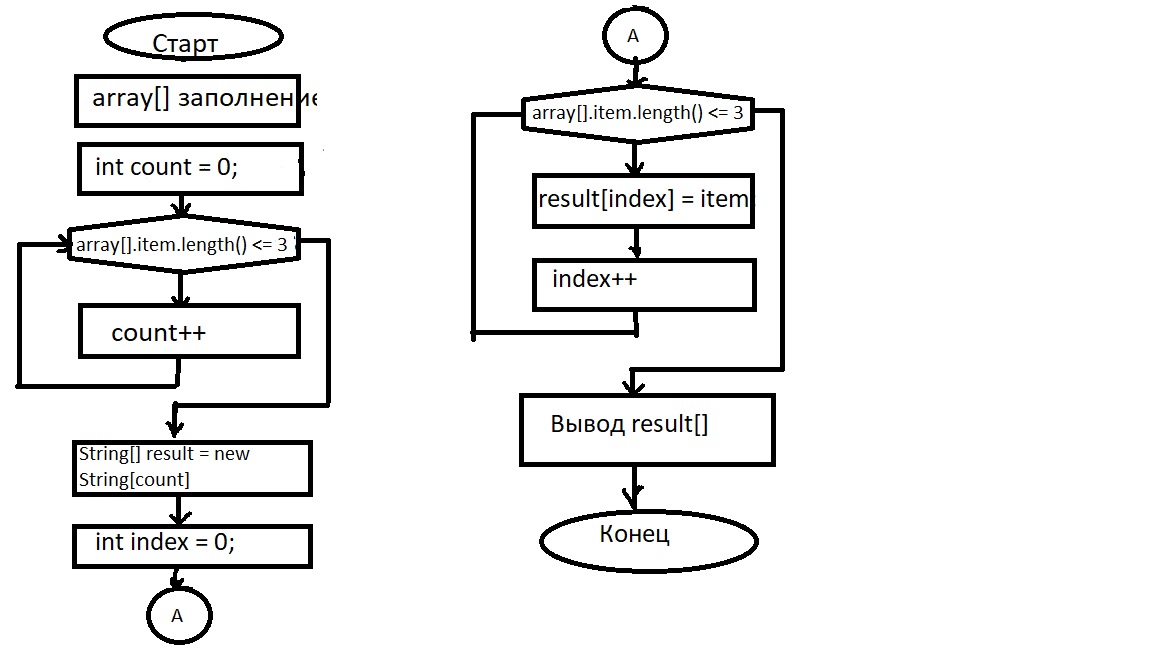 Старт
array[] заполнение
int count = 0;
array[].item.length() <= 3
count++
String[] result = new
String[count]
int index = 0;
A
A
array[].item.length() <= 3
result[index] = item
index++
Вывод result[]
Конец